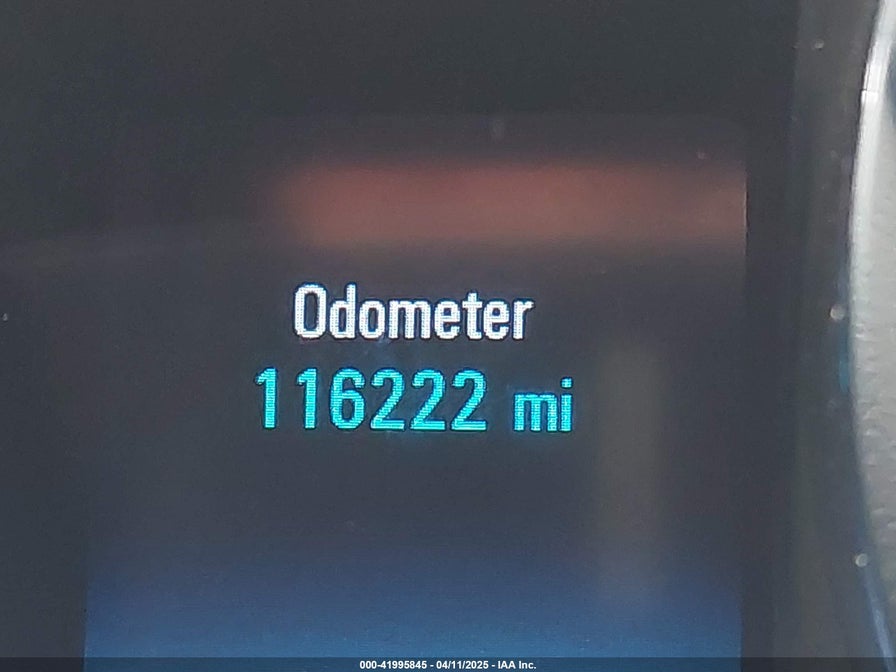 Odometer
116222 mi
000-41995845 - 04/11/2025 - IAA Inc.